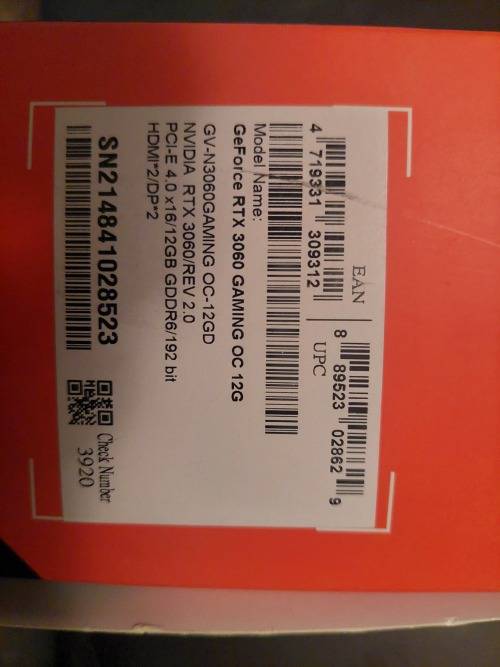 EAN
4 719331 309312
UPC
8 89523 02862 9
Model Name:
GeForce RTX 3060 GAMING OC 12G
GV-N3060GAMING OC-12GD
NVIDIA RTX 3060/REV 2.0
PCI-E 4.0 x16/12GB GDDR6/192 bit
HDMI*2/DP*2
SN214841028523
Check Number
3920